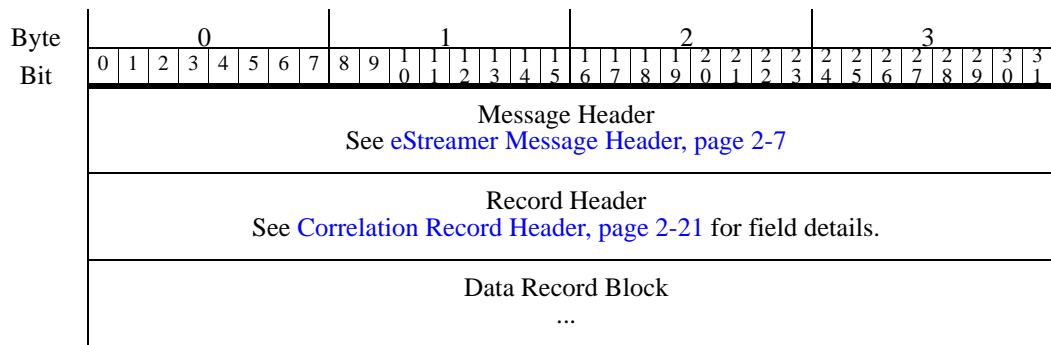 Byte 0 1 2 3
Bit 0 1 2 3 4 5 6 7 8 9 10 11 12 13 14 15 16 17 18 19 20 21 22 23 24 25 26 27 28 29 30 31
Message Header
See eStreamer Message Header, page 2-7
Record Header
See Correlation Record Header, page 2-21 for field details.
Data Record Block
...